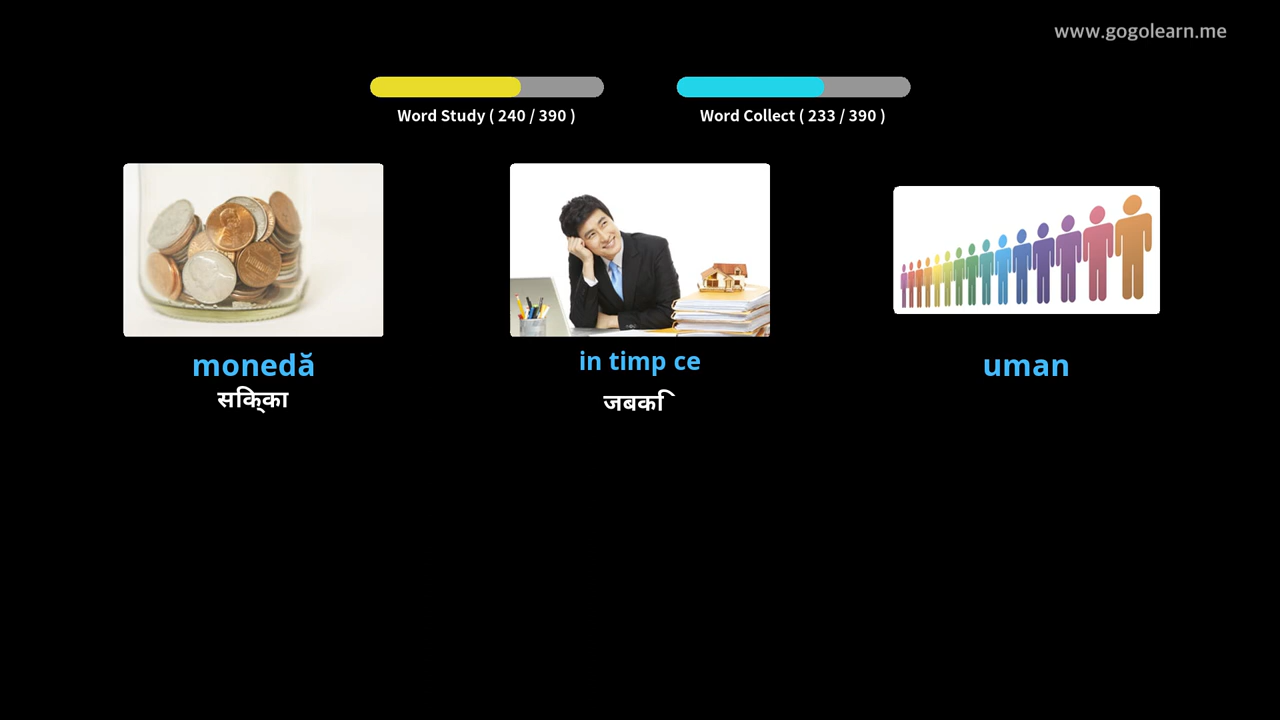 www.gogolearn.me
Word Study ( 240 / 390 )
Word Collect ( 233 / 390 )
monedă
in timp ce
uman
सिक्का
जबकि